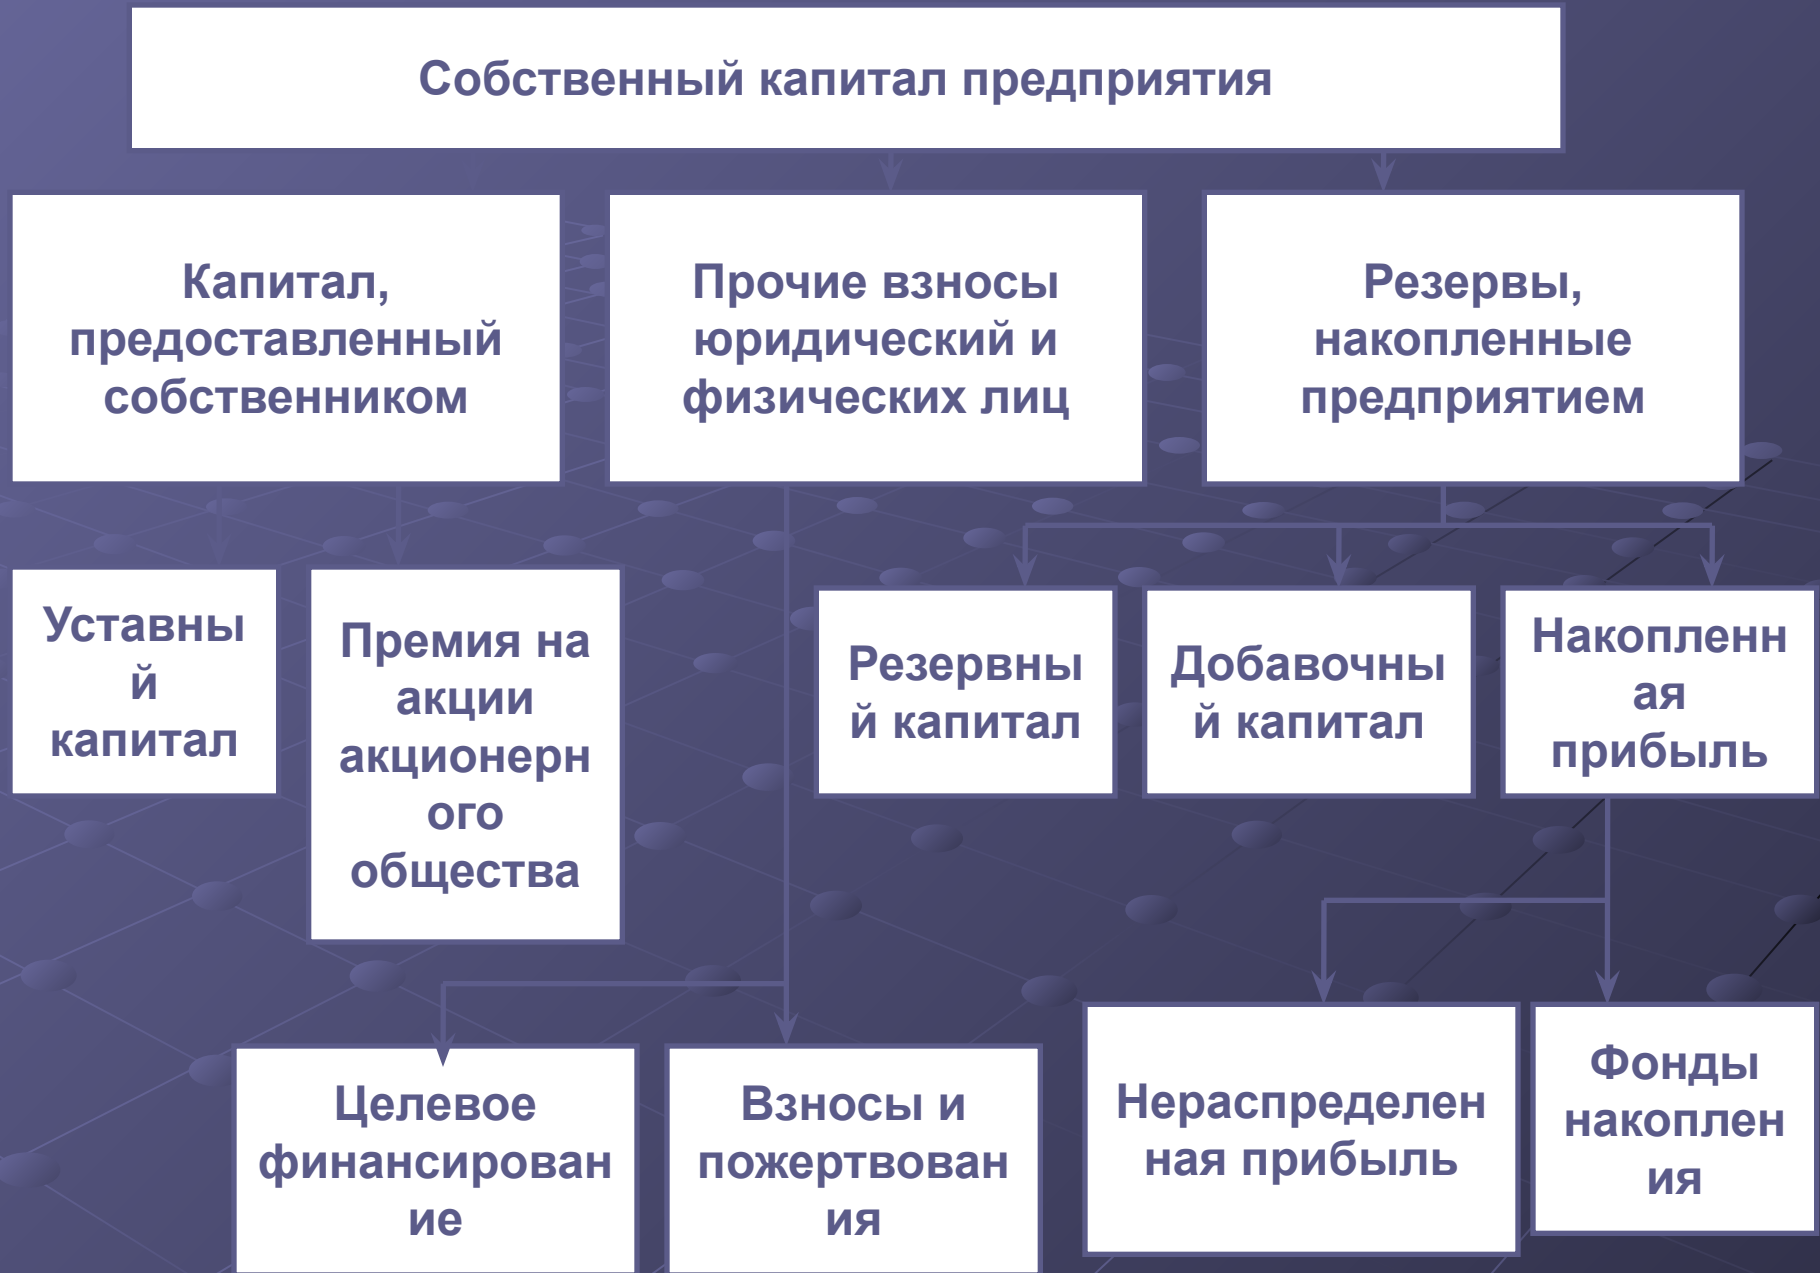 Собственный капитал предприятия
Капитал,
предоставленный
собственником
Прочие взносы
юридический и
физических лиц
Резервы,
накопленные
предприятием
Уставны
й
капитал
Премия на
акции
акционерн
ого
общества
Резервны
й капитал
Добавочны
й капитал
Накопленн
ая
прибыль
Целевое
финансирован
ие
Взносы и
пожертвован
ия
Нераспределен
ная прибыль
Фонды
накоплен
ия